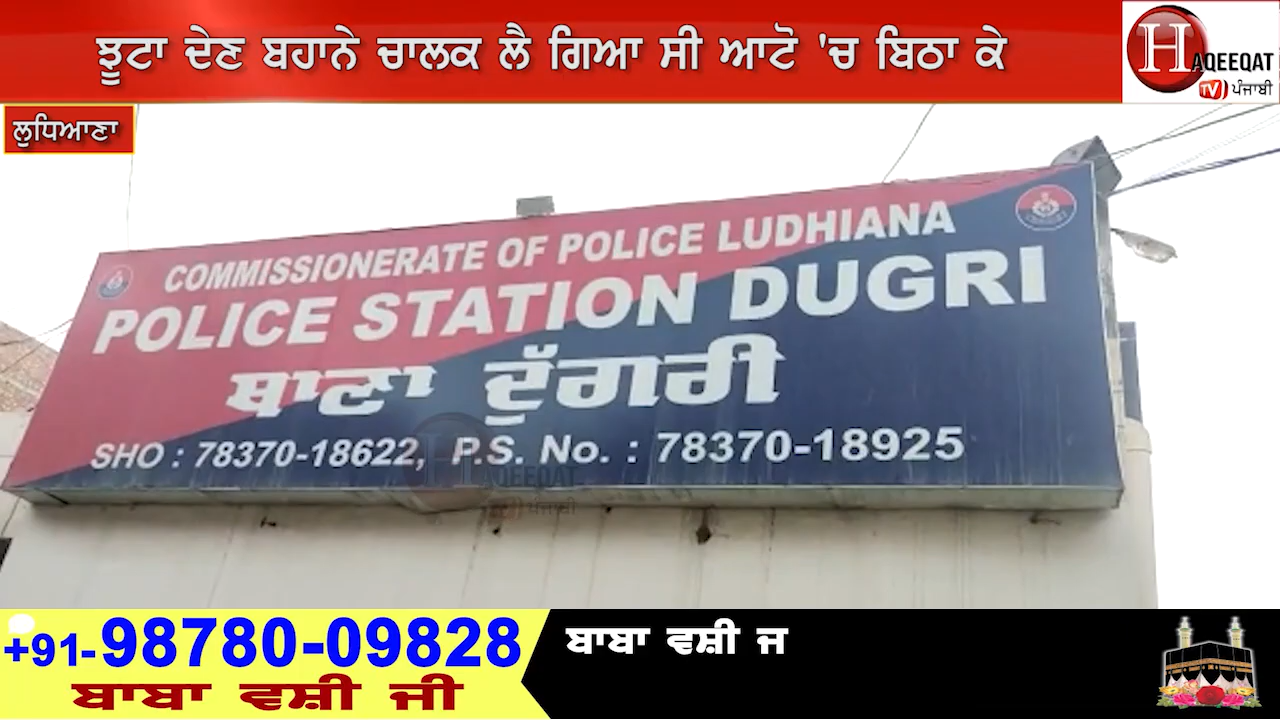 ਝੂਟਾ ਦੇਣ ਬਹਾਨੇ ਚਾਲਕ ਲੈ ਗਿਆ ਸੀ ਆਟੋ 'ਚ ਬਿਠਾ ਕੇ
HAQEEQAT
TV ਪੰਜਾਬੀ
ਲੁਧਿਆਣਾ
COMMISSIONERATE OF POLICE LUDHIANA
POLICE STATION DUGRI
ਥਾਣਾ ਦੁੱਗਰੀ
SHO : 78370-18622, P.S. No. : 78370-18925
HAQEEQAT
ਪੰਜਾਬੀ
+91-98780-09828
ਬਾਬਾ ਵਸ਼ੀ ਜੀ
ਬਾਬਾ ਵਸ਼ੀ ਜ